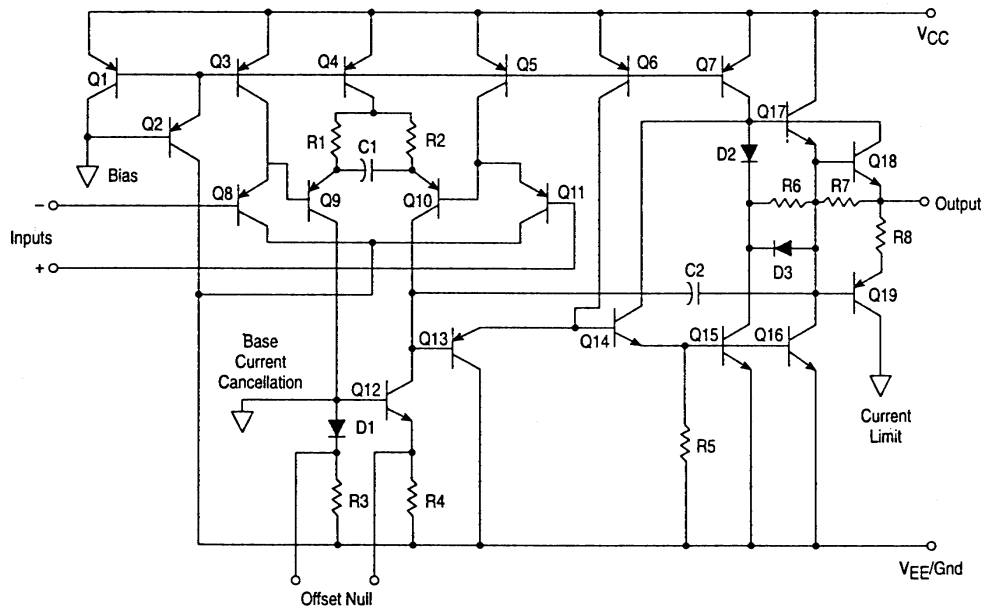 VCC
Q1
Q3
Q4
Q5
Q6
Q7
Q17
Q2
R1
R2
C1
D2
Q18
Bias
Q8
Q9
Q10
Q11
R6
R7
−
Output
Inputs
R8
+
D3
C2
Q19
Q13
Q14
Q15
Q16
Base
Current
Cancellation
Q12
D1
Current
Limit
R5
R3
R4
VEE/Gnd
Offset Null